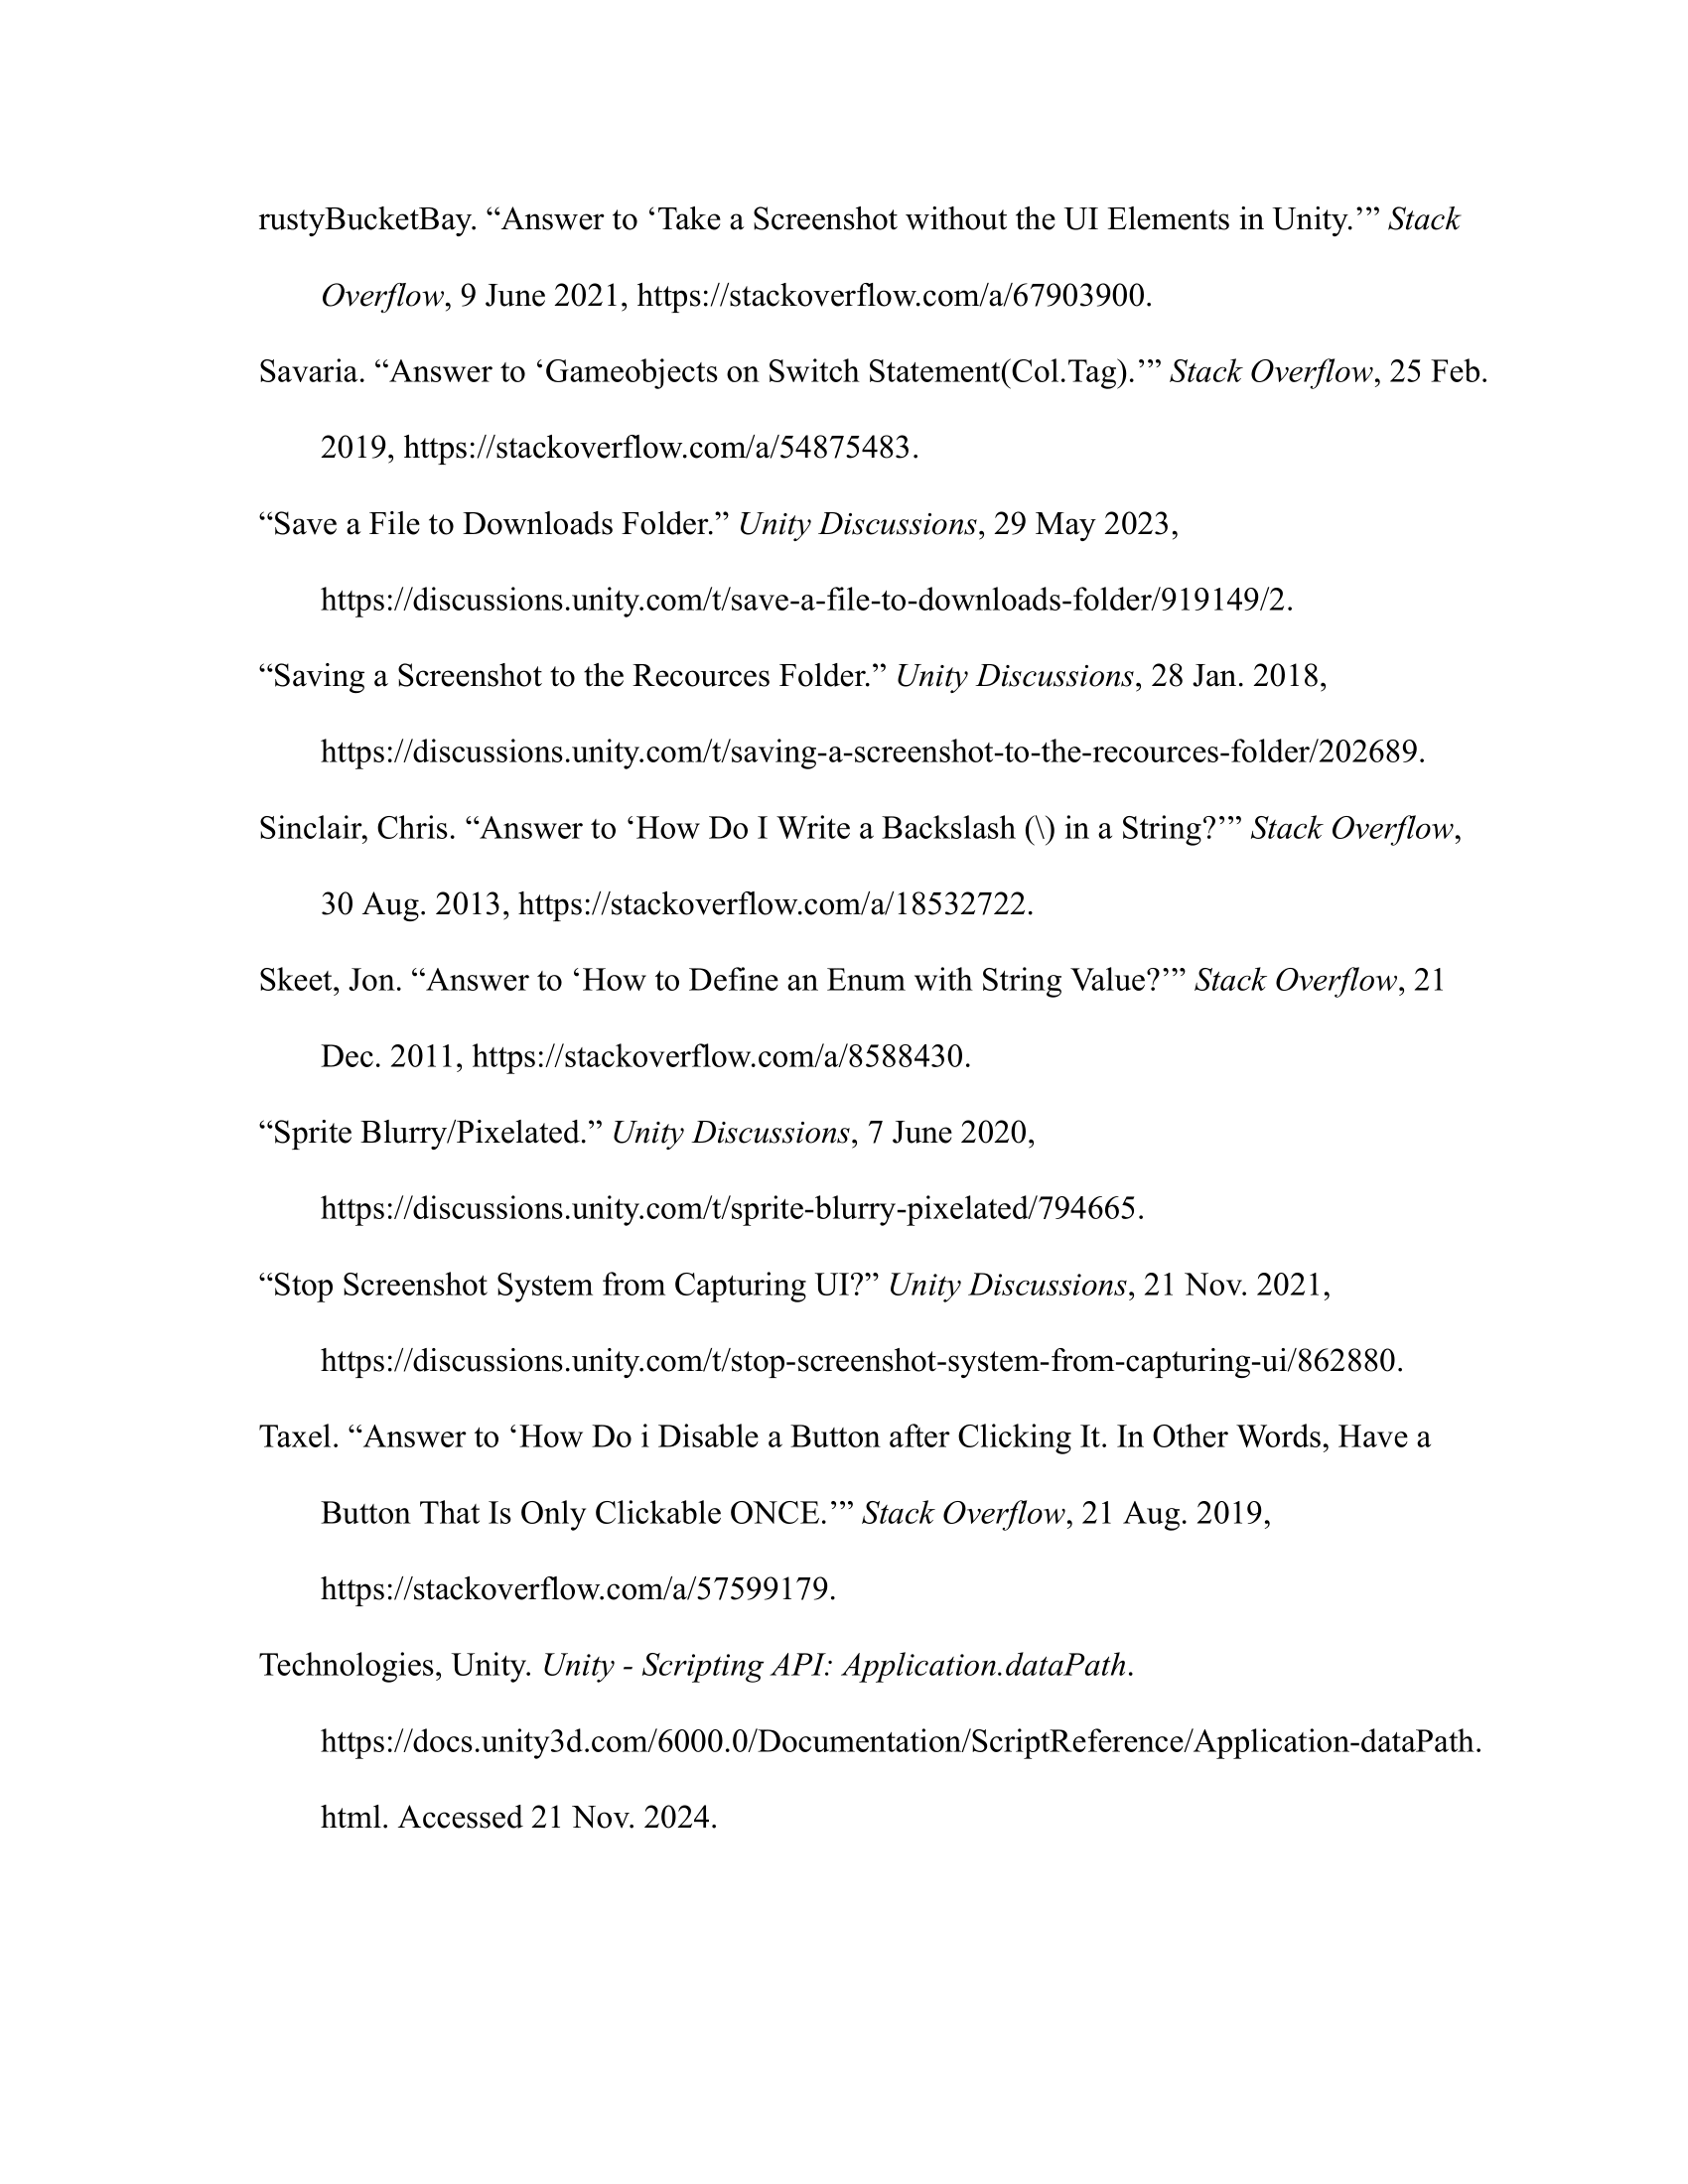 rustyBucketBay. “Answer to ‘Take a Screenshot without the UI Elements in Unity.’” Stack
Overflow, 9 June 2021, https://stackoverflow.com/a/67903900.
Savaria. “Answer to ‘Gameobjects on Switch Statement(Col.Tag).’” Stack Overflow, 25 Feb.
2019, https://stackoverflow.com/a/54875483.
“Save a File to Downloads Folder.” Unity Discussions, 29 May 2023,
https://discussions.unity.com/t/save-a-file-to-downloads-folder/919149/2.
“Saving a Screenshot to the Recources Folder.” Unity Discussions, 28 Jan. 2018,
https://discussions.unity.com/t/saving-a-screenshot-to-the-recources-folder/202689.
Sinclair, Chris. “Answer to ‘How Do I Write a Backslash (\) in a String?’” Stack Overflow,
30 Aug. 2013, https://stackoverflow.com/a/18532722.
Skeet, Jon. “Answer to ‘How to Define an Enum with String Value?’” Stack Overflow, 21
Dec. 2011, https://stackoverflow.com/a/8588430.
“Sprite Blurry/Pixelated.” Unity Discussions, 7 June 2020,
https://discussions.unity.com/t/sprite-blurry-pixelated/794665.
“Stop Screenshot System from Capturing UI?” Unity Discussions, 21 Nov. 2021,
https://discussions.unity.com/t/stop-screenshot-system-from-capturing-ui/862880.
Taxel. “Answer to ‘How Do i Disable a Button after Clicking It. In Other Words, Have a
Button That Is Only Clickable ONCE.’” Stack Overflow, 21 Aug. 2019,
https://stackoverflow.com/a/57599179.
Technologies, Unity. Unity - Scripting API: Application.dataPath.
https://docs.unity3d.com/6000.0/Documentation/ScriptReference/Application-dataPath.
html. Accessed 21 Nov. 2024.